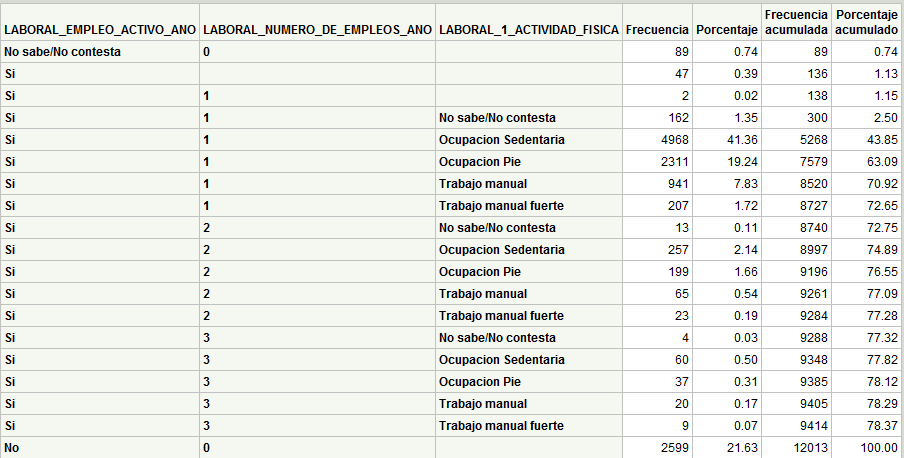 LABORAL_EMPLEO_ACTIVO_ANO LABORAL_NUMERO_DE_EMPLEOS_ANO LABORAL_1_ACTIVIDAD_FISICA Frecuencia Porcentaje Frecuencia acumulada Porcentaje acumulado
No sabe/No contesta 0 89 0.74 89 0.74
Si 47 0.39 136 1.13
Si 1 2 0.02 138 1.15
Si 1 No sabe/No contesta 162 1.35 300 2.50
Si 1 Ocupacion Sedentaria 4968 41.36 5268 43.85
Si 1 Ocupacion Pie 2311 19.24 7579 63.09
Si 1 Trabajo manual 941 7.83 8520 70.92
Si 1 Trabajo manual fuerte 207 1.72 8727 72.65
Si 2 No sabe/No contesta 13 0.11 8740 72.75
Si 2 Ocupacion Sedentaria 257 2.14 8997 74.89
Si 2 Ocupacion Pie 199 1.66 9196 76.55
Si 2 Trabajo manual 65 0.54 9261 77.09
Si 2 Trabajo manual fuerte 23 0.19 9284 77.28
Si 3 No sabe/No contesta 4 0.03 9288 77.32
Si 3 Ocupacion Sedentaria 60 0.50 9348 77.82
Si 3 Ocupacion Pie 37 0.31 9385 78.12
Si 3 Trabajo manual 20 0.17 9405 78.29
Si 3 Trabajo manual fuerte 9 0.07 9414 78.37
No 0 2599 21.63 12013 100.00